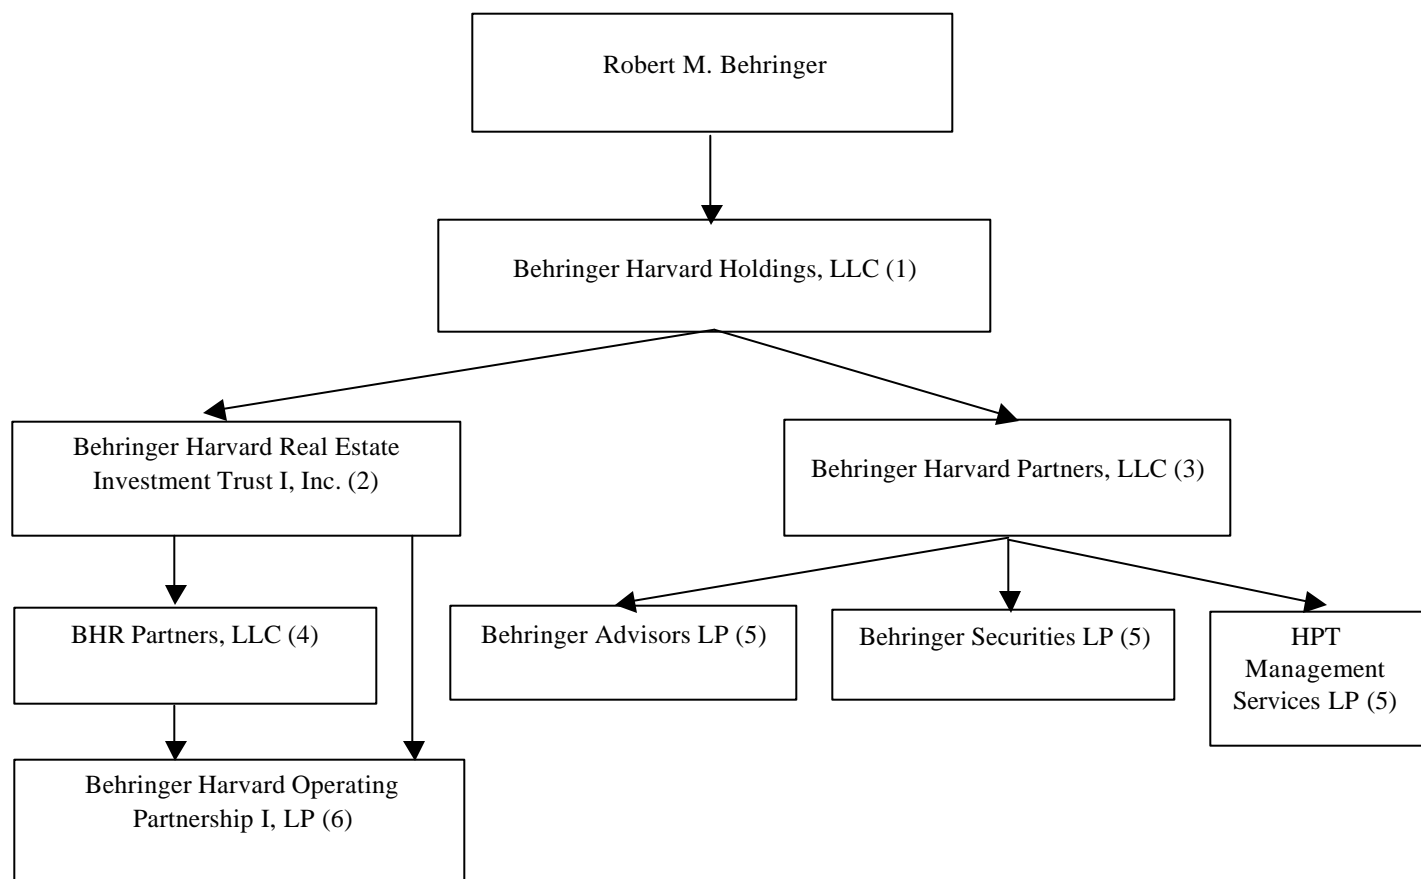 Robert M. Behringer
Behringer Harvard Holdings, LLC (1)
Behringer Harvard Real Estate
Investment Trust I, Inc. (2)
Behringer Harvard Partners, LLC (3)
BHR Partners, LLC (4)
Behringer Advisors LP (5)
Behringer Securities LP (5)
HPT
Management
Services LP (5)
Behringer Harvard Operating
Partnership I, LP (6)